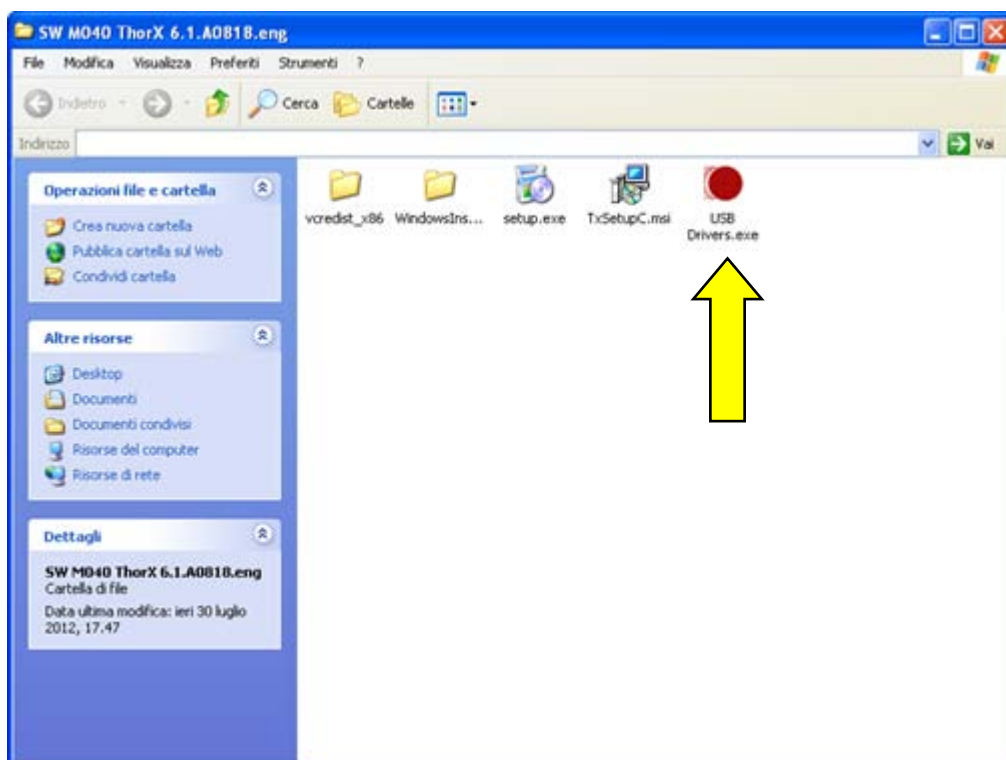 SW M040 ThorX 6.1.A0818.eng
File Modifica Visualizza Preferiti Strumenti ?
Indietro Cerca Cartelle
Indirizzo Vai
Operazioni file e cartella
Crea nuova cartella
Pubblica cartella sul Web
Condividi cartella
Altre risorse
Desktop
Documenti
Documenti condivisi
Risorse del computer
Risorse di rete
Dettagli
SW M040 ThorX 6.1.A0818.eng
Cartella di file
Data ultima modifica: ieri 30 luglio
2012, 17.47
vcredist_x86 WindowsIns... setup.exe TxSetupC.msi USB
Drivers.exe